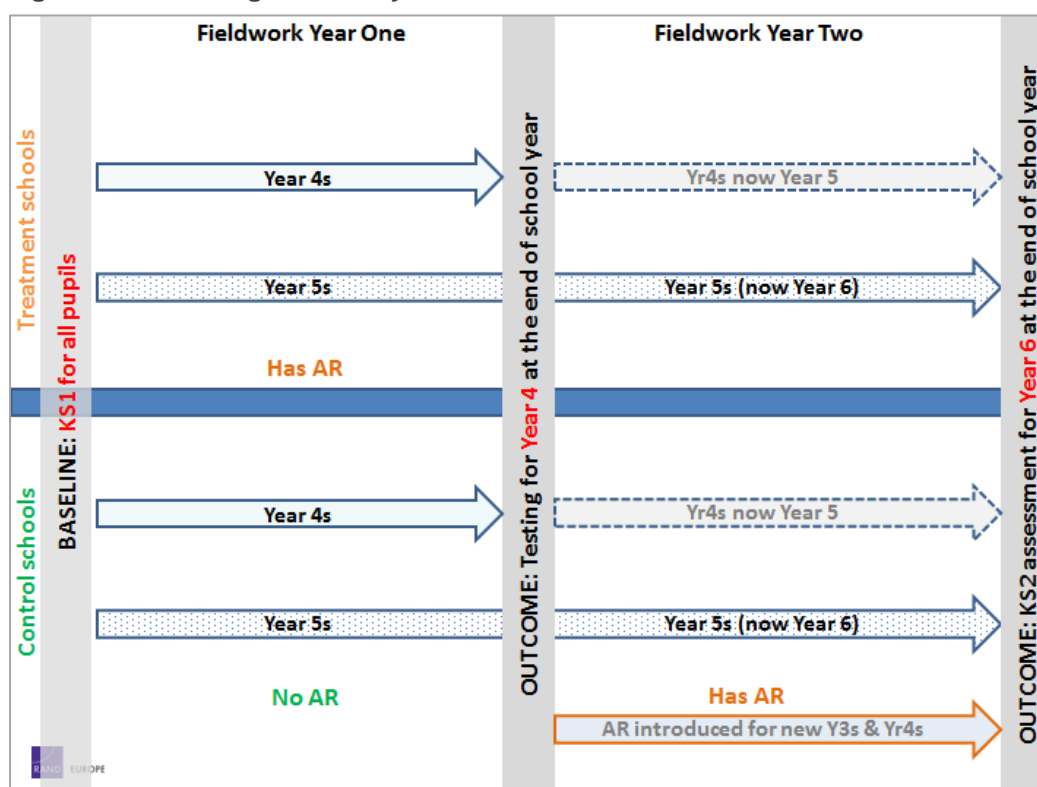 Fieldwork Year One
Fieldwork Year Two
Treatment schools
BASELINE: KS1 for all pupils
Year 4s
Yr4s now Year 5
Year 5s
Year 5s (now Year 6)
Has AR
OUTCOME: Testing for Year 4 at the end of school year
OUTCOME: KS2 assessment for Year 6 at the end of school year
Control schools
Year 4s
Yr4s now Year 5
Year 5s
Year 5s (now Year 6)
No AR
Has AR
AR introduced for new Y3s & Yr4s
RAND EUROPE